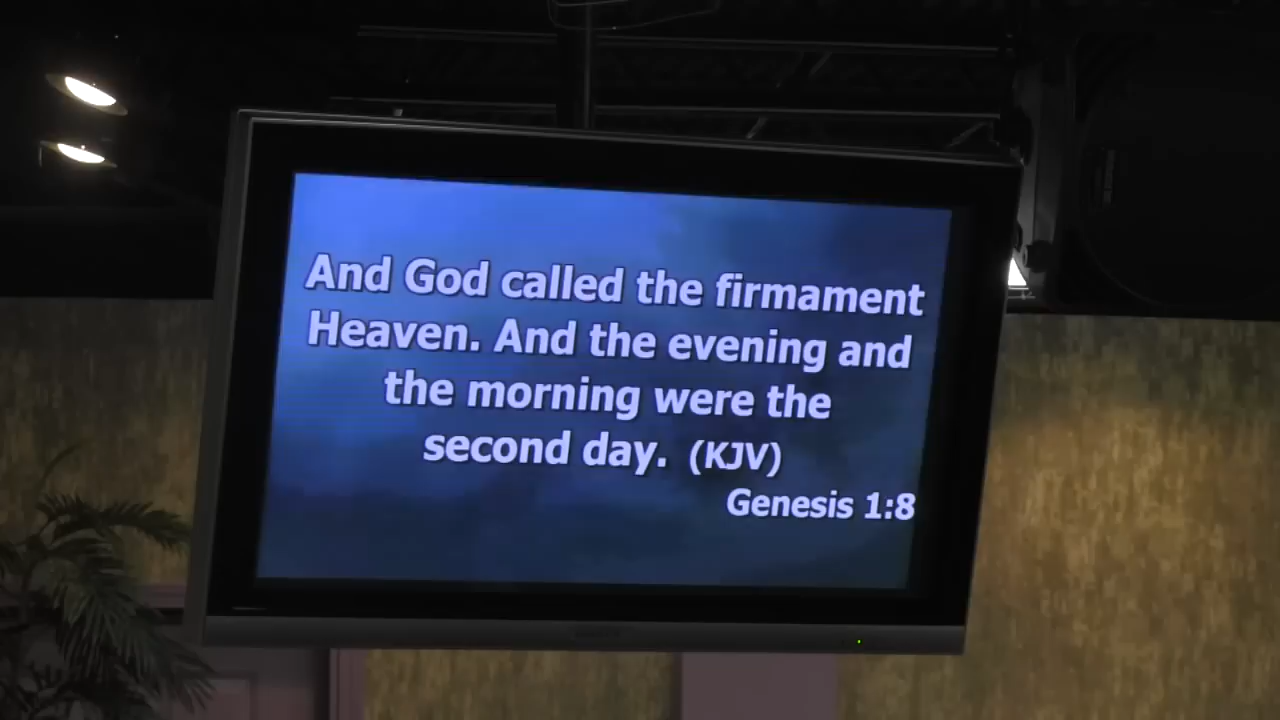 And God called the firmament
Heaven. And the evening and
the morning were the
second day. (KJV)
Genesis 1:8